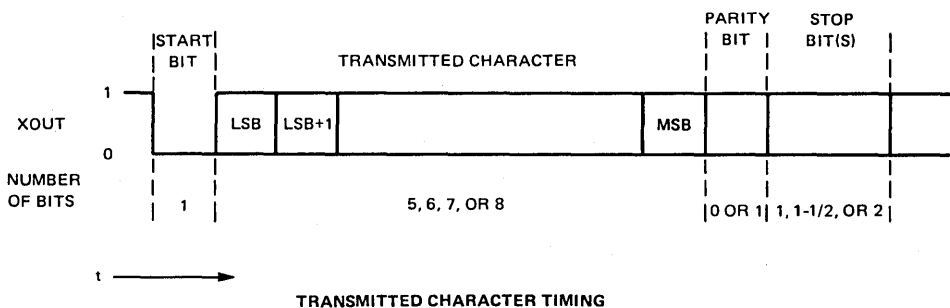 PARITY BIT
STOP BIT(S)
START BIT
TRANSMITTED CHARACTER
1
XOUT
0
LSB
LSB+1
MSB
NUMBER OF BITS
1
5, 6, 7, OR 8
0 OR 1
1, 1-1/2, OR 2
t
TRANSMITTED CHARACTER TIMING